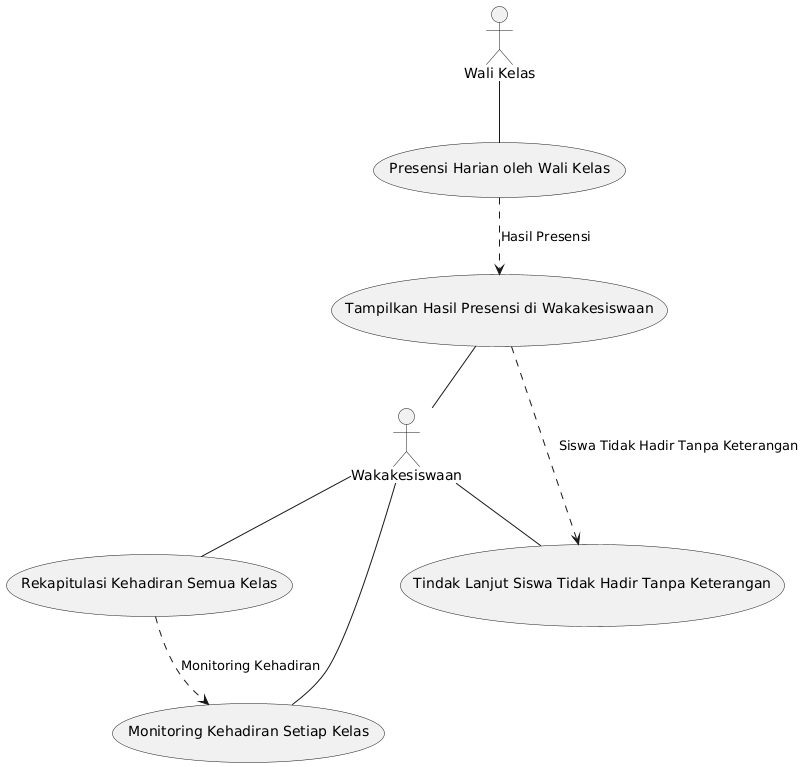 Wali Kelas
Presensi Harian oleh Wali Kelas
Hasil Presensi
Tampilkan Hasil Presensi di Wakakesiswaan
Siswa Tidak Hadir Tanpa Keterangan
Wakakesiswaan
Rekapitulasi Kehadiran Semua Kelas
Tindak Lanjut Siswa Tidak Hadir Tanpa Keterangan
Monitoring Kehadiran
Monitoring Kehadiran Setiap Kelas